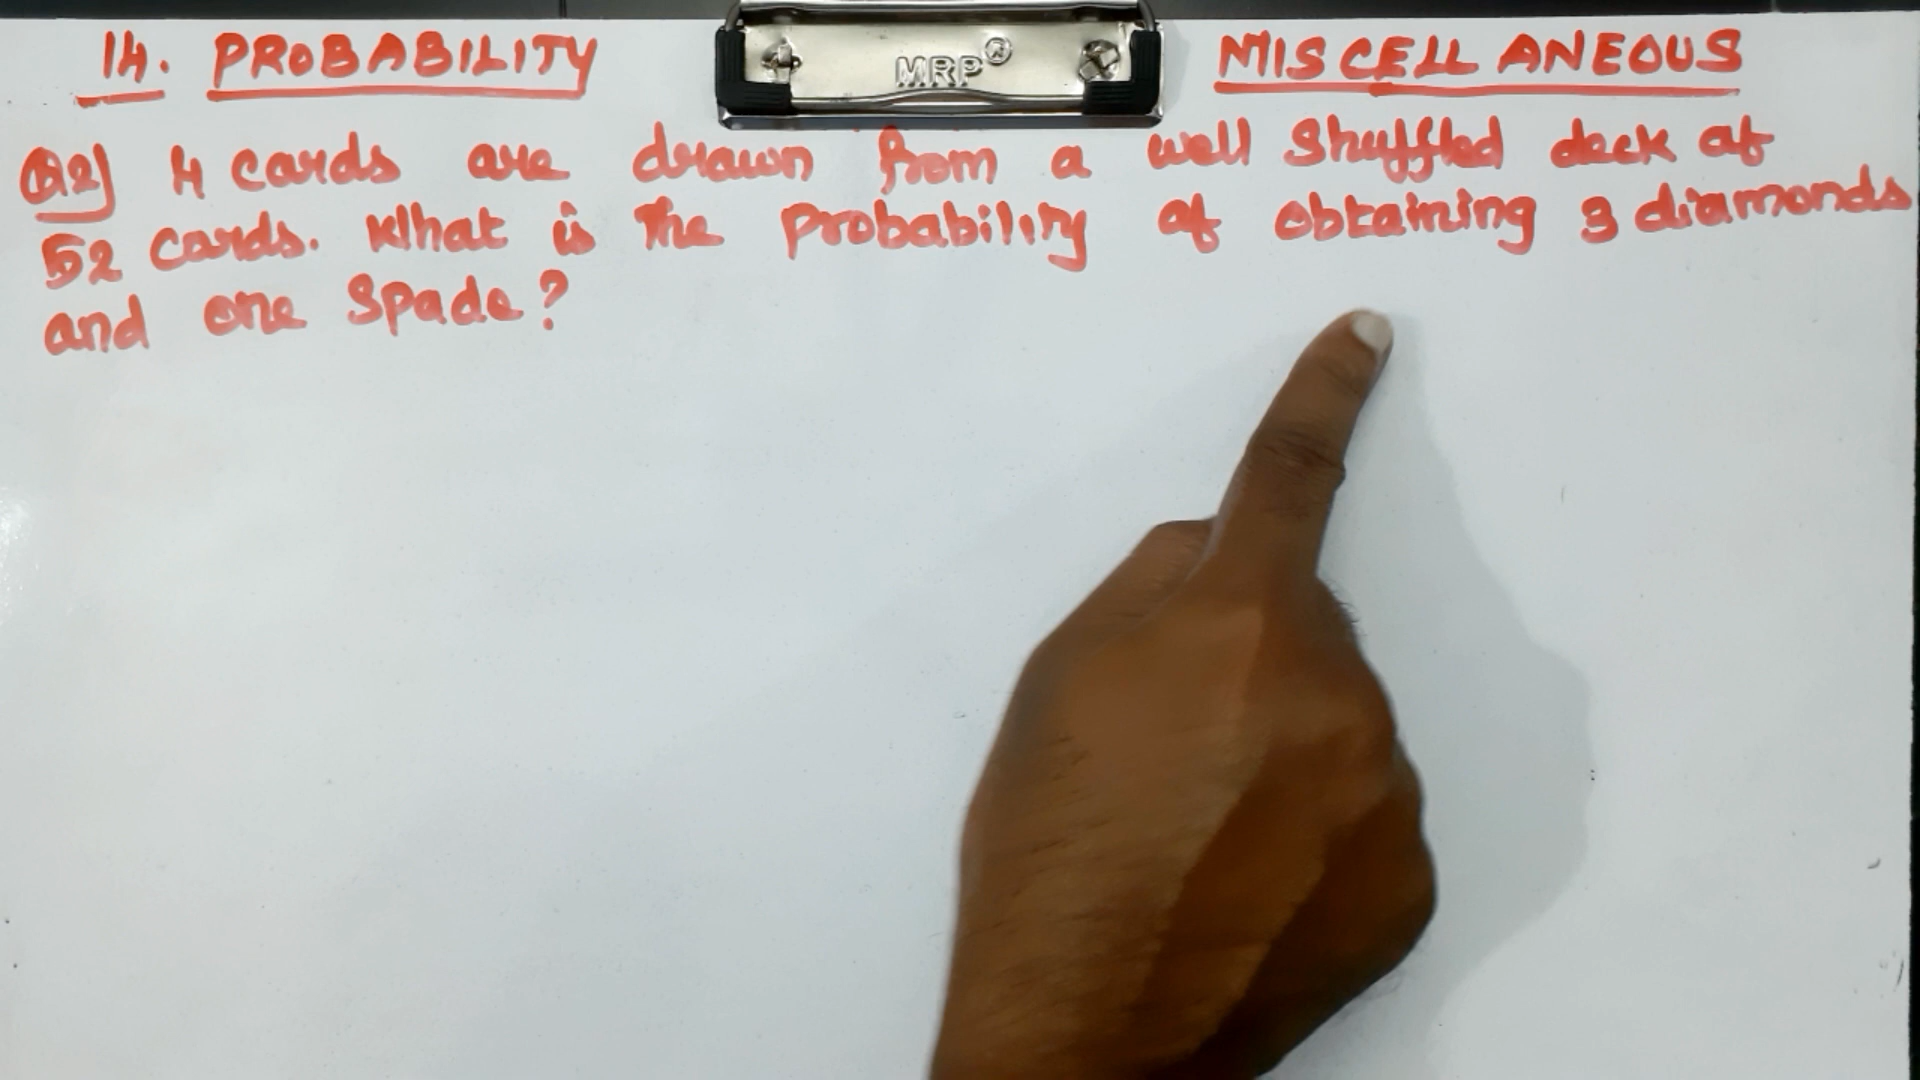 14. PROBABILITY
MRP®
MISCELLANEOUS
Q2) 4 cards are drawn from a well shuffled deck of
52 cards. What is the probability of obtaining 3 diamonds
and one spade?